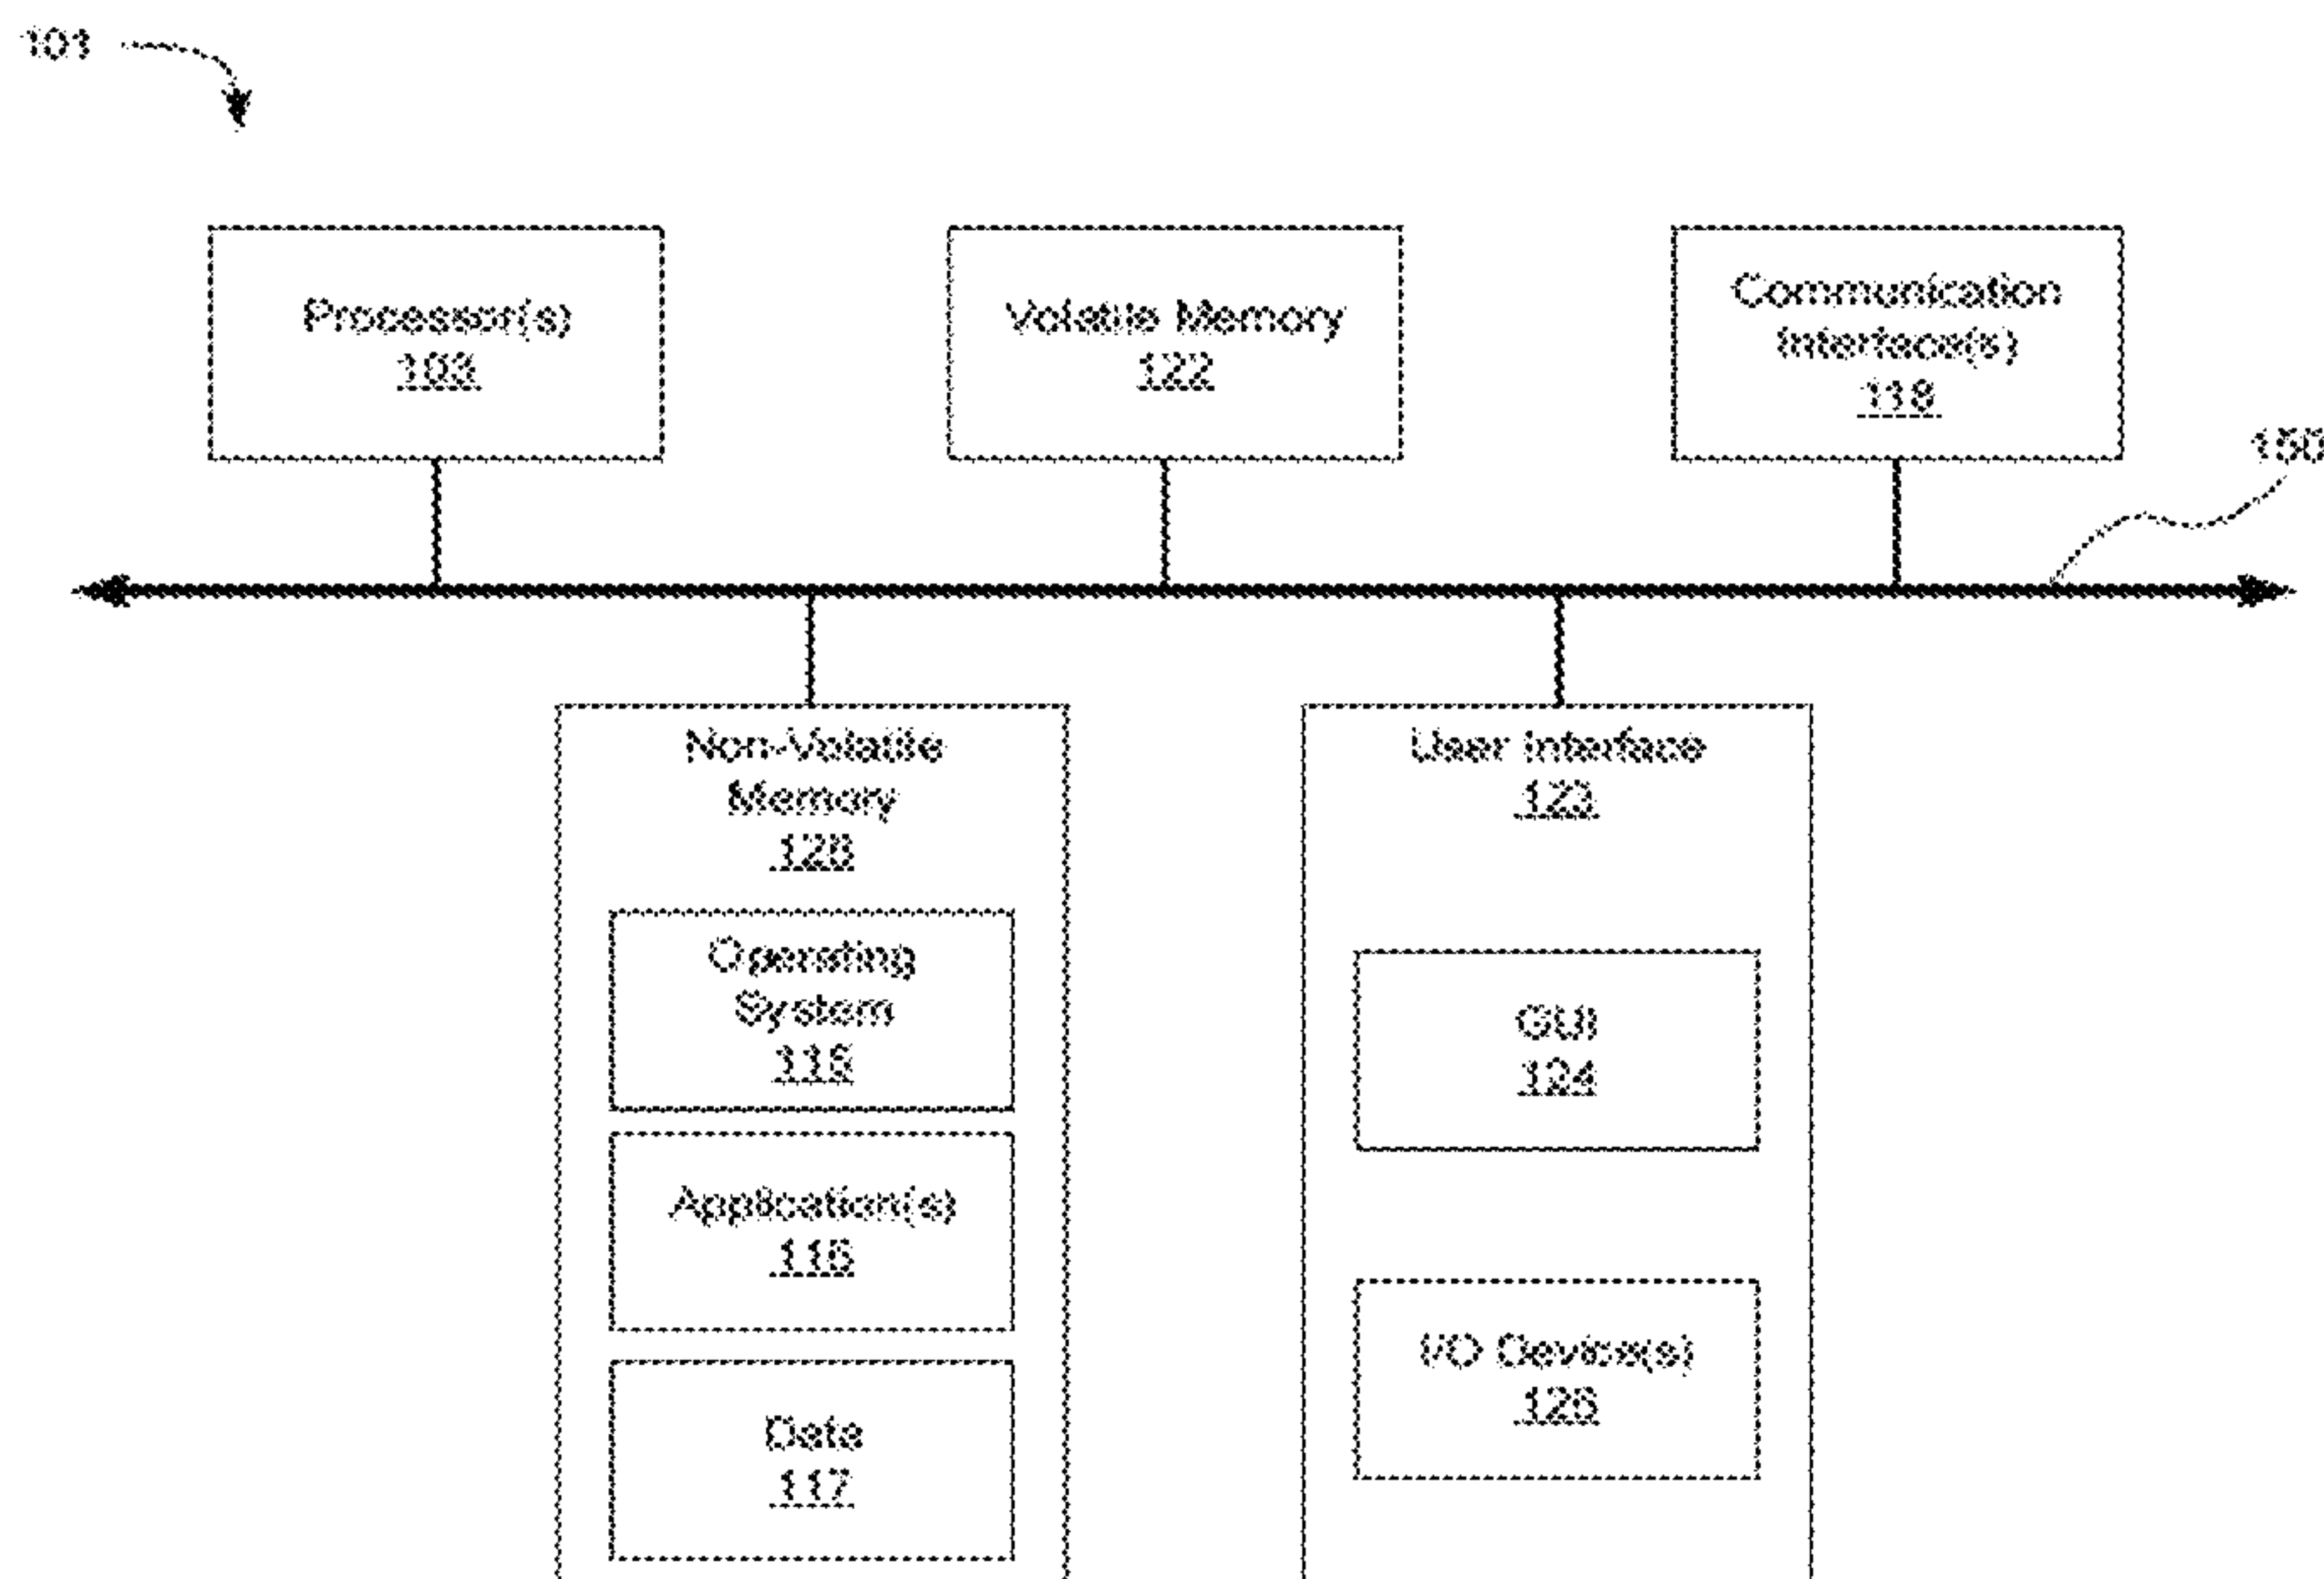 101
Processor(s)
103
Volatile Memory
122
Communication
Interface(s)
118
150
Non-Volatile
Memory
128
Operating
System
115
Application(s)
116
Data
117
User Interface
123
GUI
124
I/O Device(s)
126